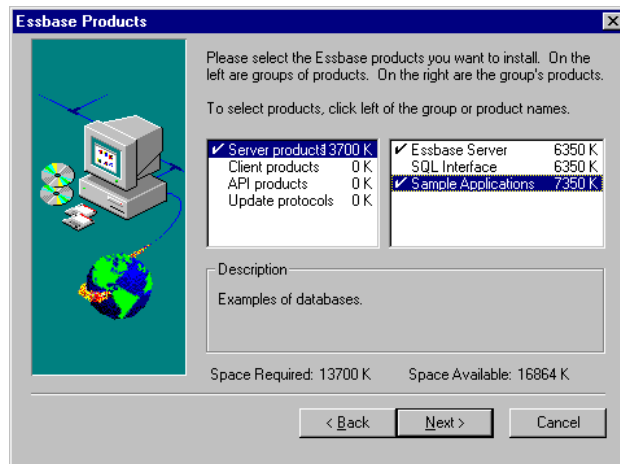 Essbase Products
Please select the Essbase products you want to install. On the
left are groups of products. On the right are the group's products.
To select products, click left of the group or product names.
✔ Server products 13700 K
Client products 0 K
API products 0 K
Update protocols 0 K
✔ Essbase Server 6350 K
SQL Interface 6350 K
✔ Sample Applications 7350 K
Description
Examples of databases.
Space Required: 13700 K Space Available: 16864 K
< Back Next > Cancel